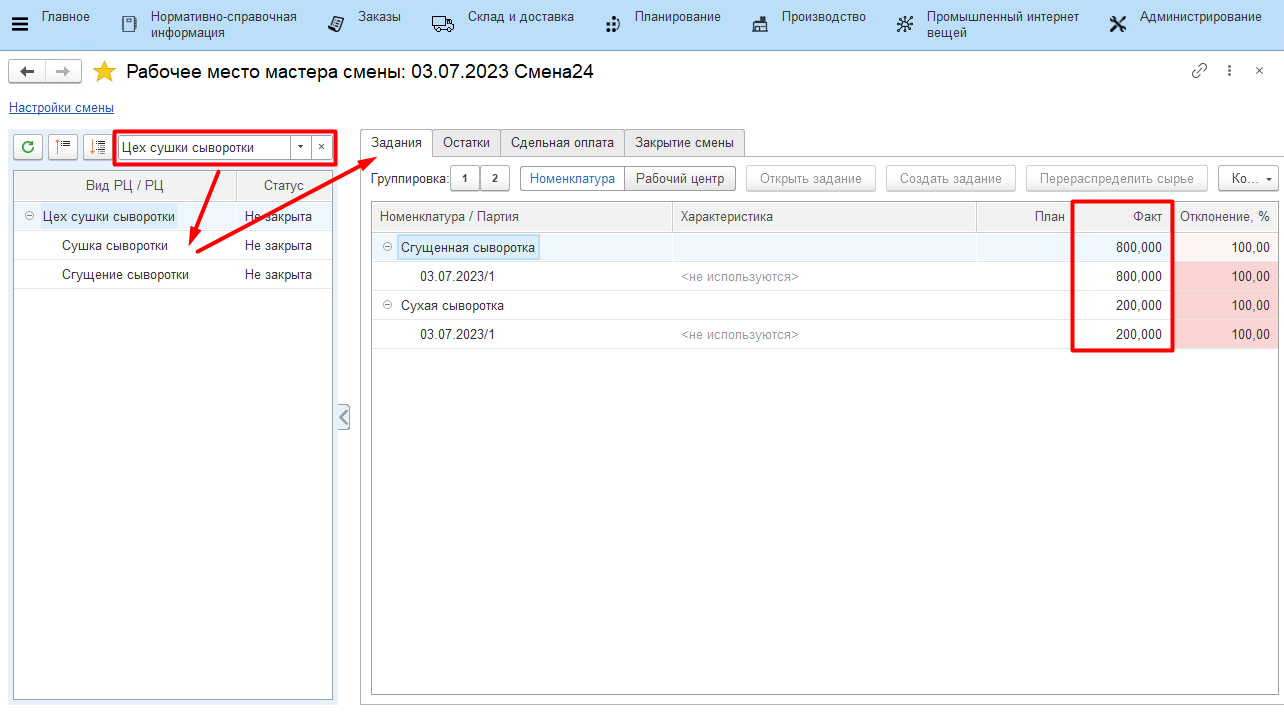 Главное
Нормативно-справочная
информация
Заказы
Склад и доставка
Планирование
Производство
Промышленный интернет
вещей
Администрирование
Рабочее место мастера смены: 03.07.2023 Смена24
Настройки смены
Цех сушки сыворотки
Вид РЦ / РЦ Статус
Цех сушки сыворотки Не закрыта
Сушка сыворотки Не закрыта
Сгущение сыворотки Не закрыта
Задания Остатки Сдельная оплата Закрытие смены
Группировка: 1 2 Номенклатура Рабочий центр Открыть задание Создать задание Перераспределить сырье Ко...
Номенклатура / Партия Характеристика План Факт Отклонение, %
Сгущенная сыворотка 800,000 100,00
03.07.2023/1 <не используются> 800,000 100,00
Сухая сыворотка 200,000 100,00
03.07.2023/1 <не используются> 200,000 100,00